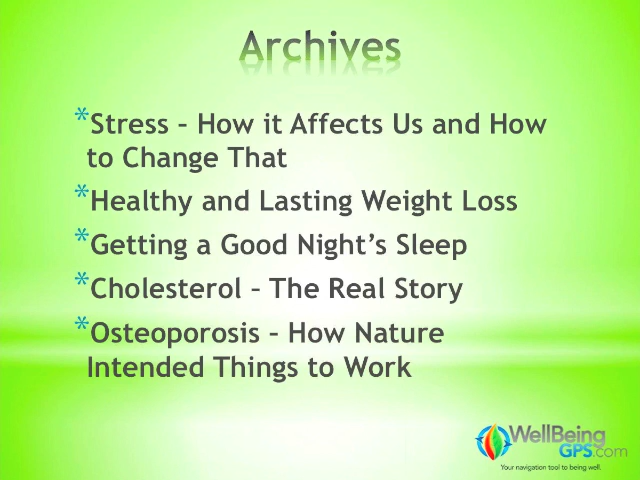 Archives
*Stress – How it Affects Us and How
to Change That
*Healthy and Lasting Weight Loss
*Getting a Good Night’s Sleep
*Cholesterol – The Real Story
*Osteoporosis – How Nature
Intended Things to Work
WellBeing
GPS.com
Your navigation tool to being well.